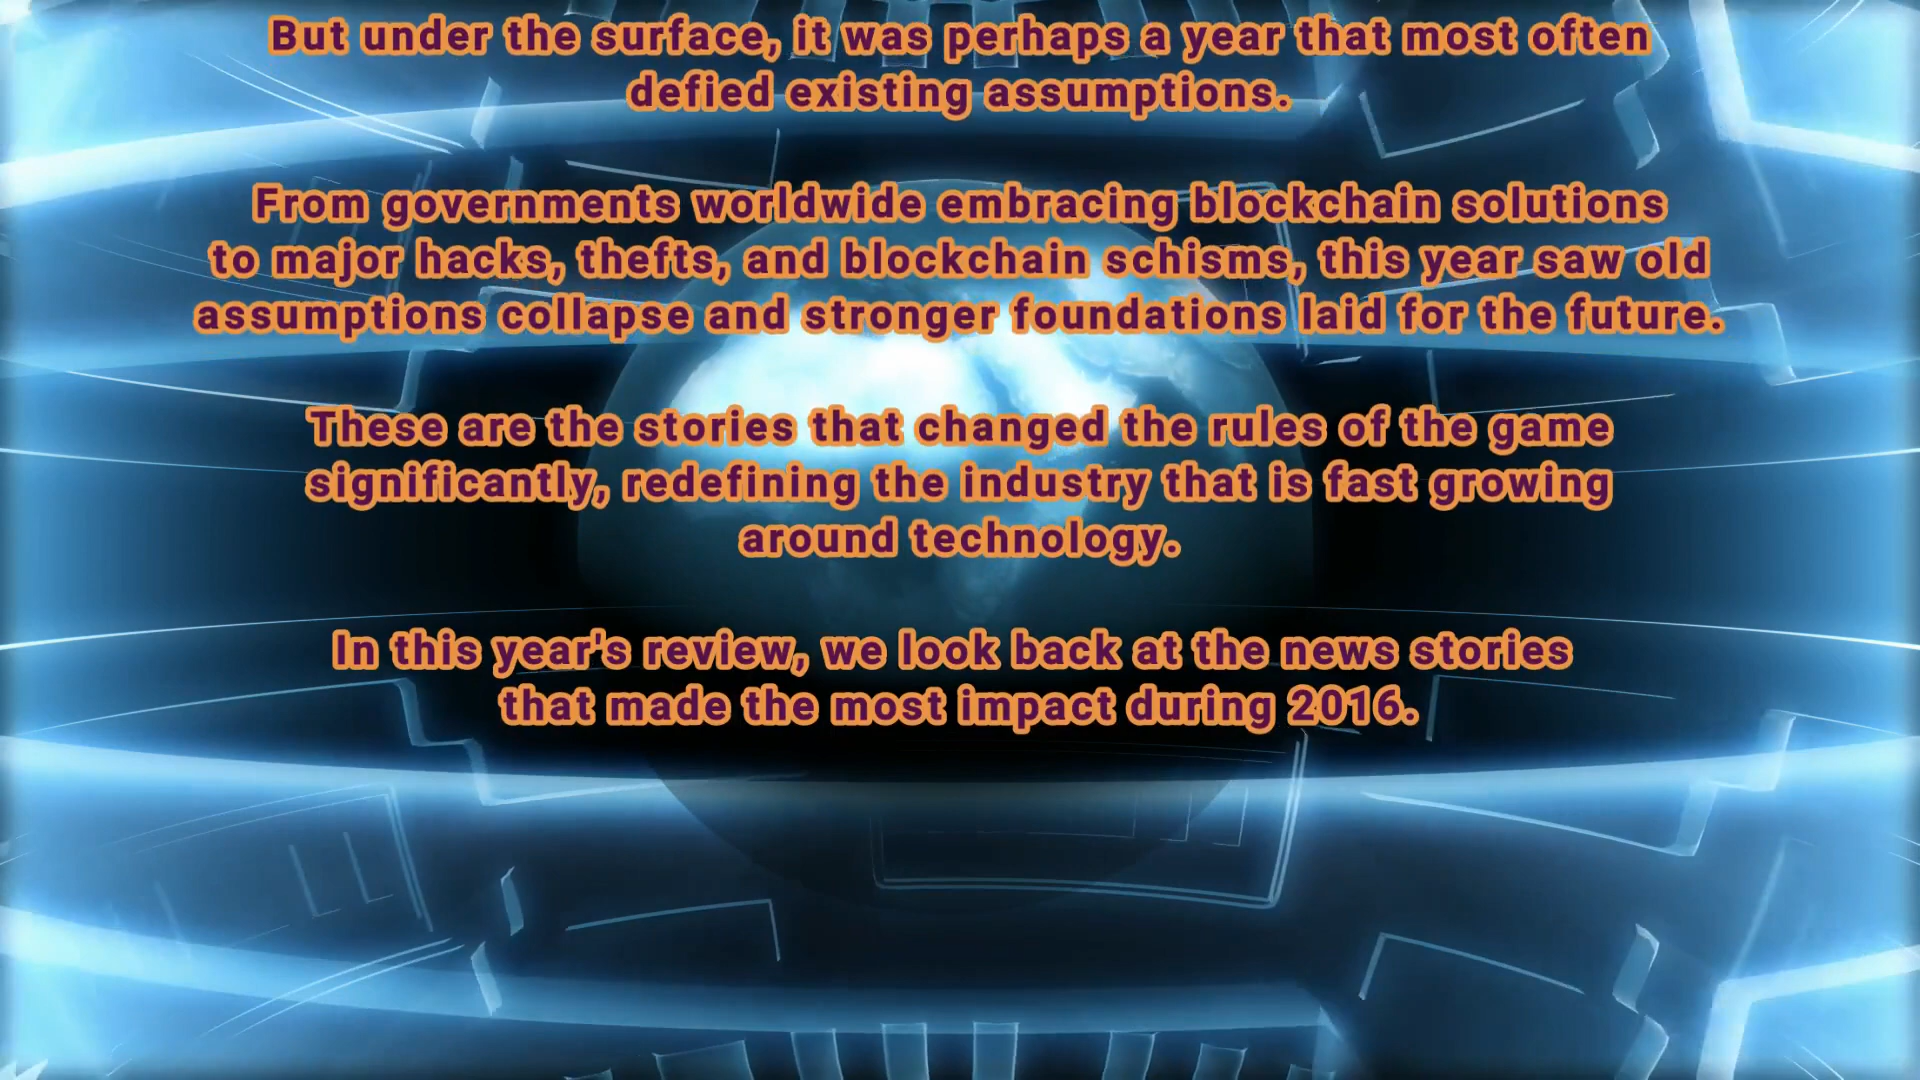 But under the surface, it was perhaps a year that most often
defied existing assumptions.
From governments worldwide embracing blockchain solutions
to major hacks, thefts, and blockchain schisms, this year saw old
assumptions collapse and stronger foundations laid for the future.
These are the stories that changed the rules of the game
significantly, redefining the industry that is fast growing
around technology.
In this year's review, we look back at the news stories
that made the most impact during 2016.